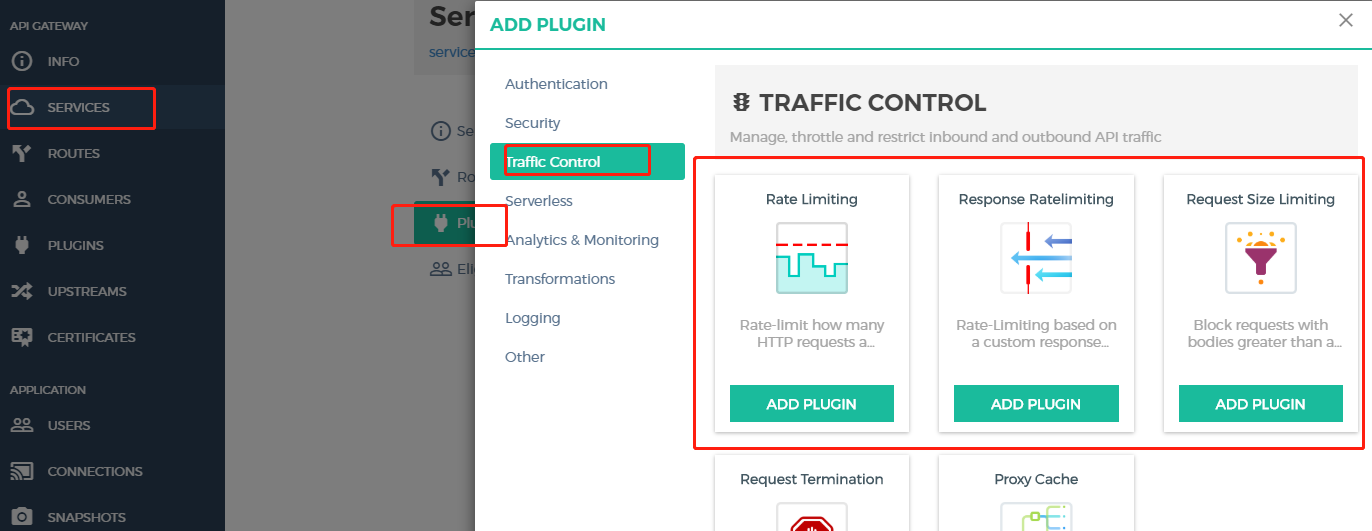 API GATEWAY
INFO
SERVICES
ROUTES
CONSUMERS
PLUGINS
UPSTREAMS
CERTIFICATES
APPLICATION
USERS
CONNECTIONS
SNAPSHOTS
Ser
service
Se
Ro
Plu
Eli
ADD PLUGIN
Authentication
Security
Traffic Control
Serverless
Analytics & Monitoring
Transformations
Logging
Other
TRAFFIC CONTROL
Manage, throttle and restrict inbound and outbound API traffic
Rate Limiting
Rate-limit how many
HTTP requests a...
ADD PLUGIN
Response Ratelimiting
Rate-Limiting based on
a custom response...
ADD PLUGIN
Request Size Limiting
Block requests with
bodies greater than a...
ADD PLUGIN
Request Termination
Proxy Cache